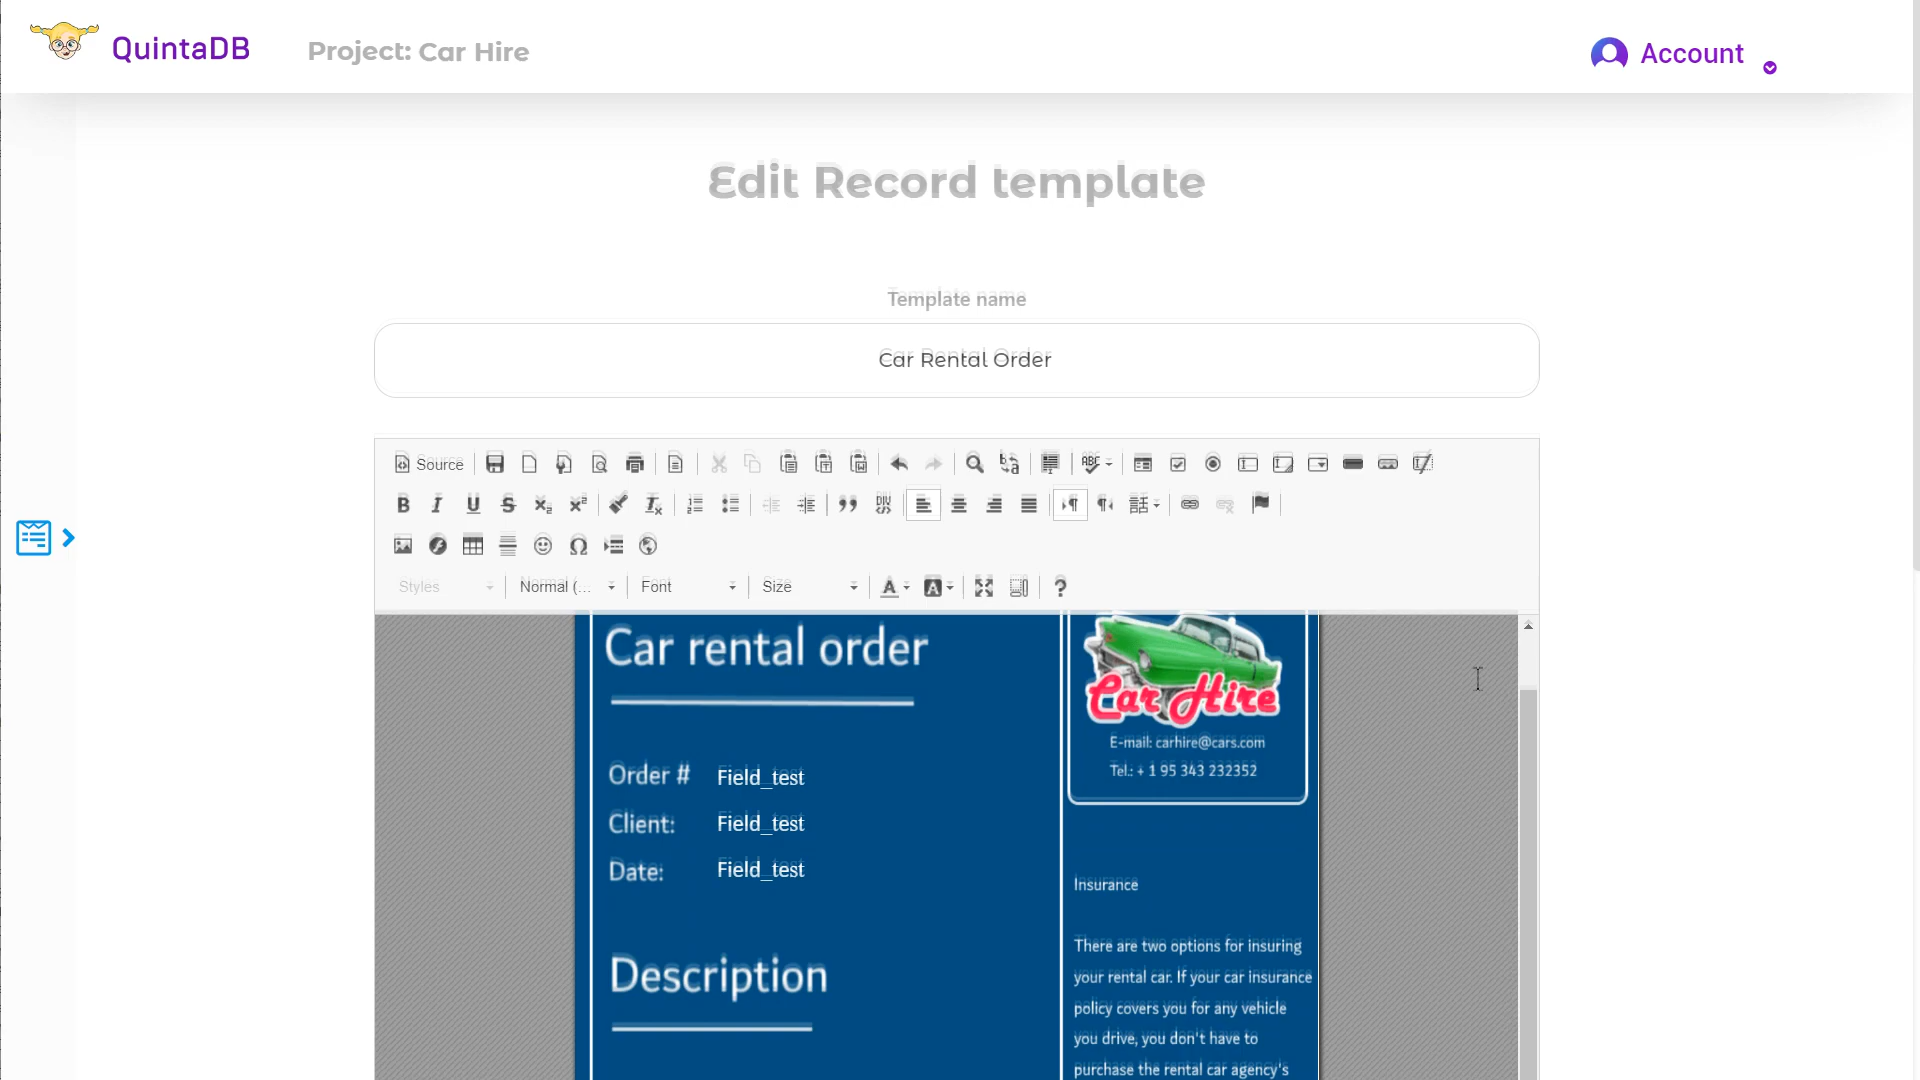 QuintaDB
Project: Car Hire
Account
Edit Record template
Template name
Car Rental Order
Source
Styles
Normal (...
Font
Size
Car rental order
Car Hire
E-mail: carhire@cars.com
Tel.: + 1 95 343 232352
Order # Field_test
Client: Field_test
Date: Field_test
Insurance
There are two options for insuring
your rental car. If your car insurance
policy covers you for any vehicle
you drive, you don't have to
purchase the rental car agency's
Description